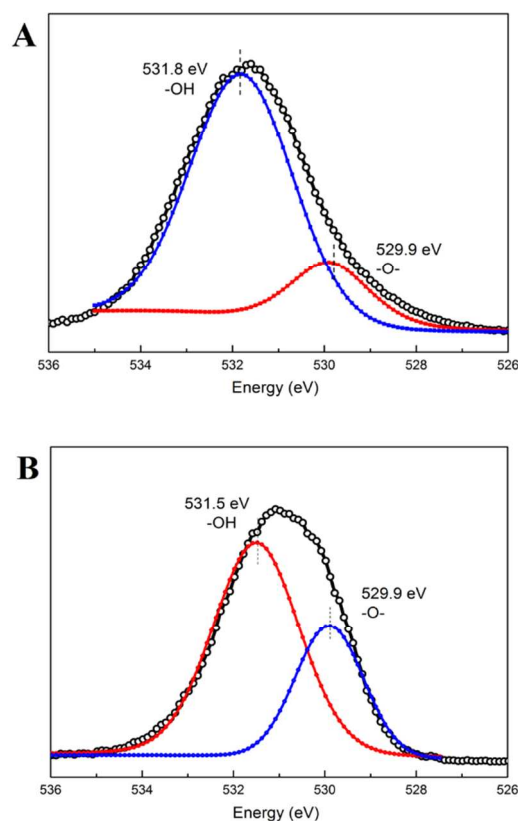 A
531.8 eV
-OH
529.9 eV
-O-
536 534 532 530 528 526
Energy (eV)
B
531.5 eV
-OH
529.9 eV
-O-
536 534 532 530 528 526
Energy (eV)